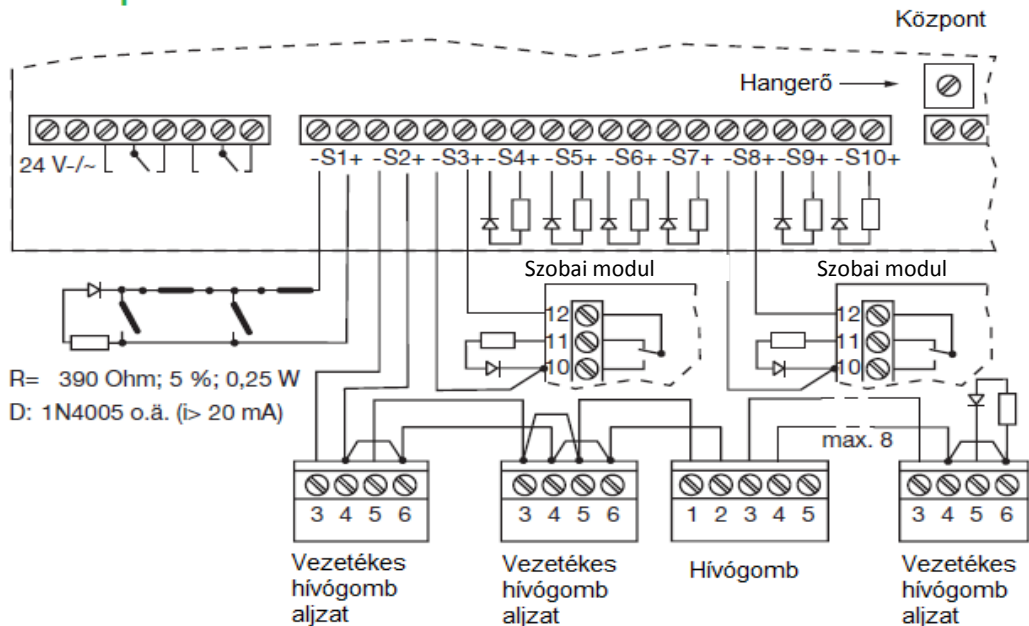 Központ
Hangerő
24 V-/~
-S1+ -S2+ -S3+ -S4+ -S5+ -S6+ -S7+ -S8+ -S9+ -S10+
Szobai modul
Szobai modul
12
11
10
12
11
10
R= 390 Ohm; 5 %; 0,25 W
D: 1N4005 o.ä. (i> 20 mA)
max. 8
3 4 5 6
3 4 5 6
1 2 3 4 5
3 4 5 6
Vezetékes
hívógomb
aljzat
Vezetékes
hívógomb
aljzat
Hívógomb
Vezetékes
hívógomb
aljzat